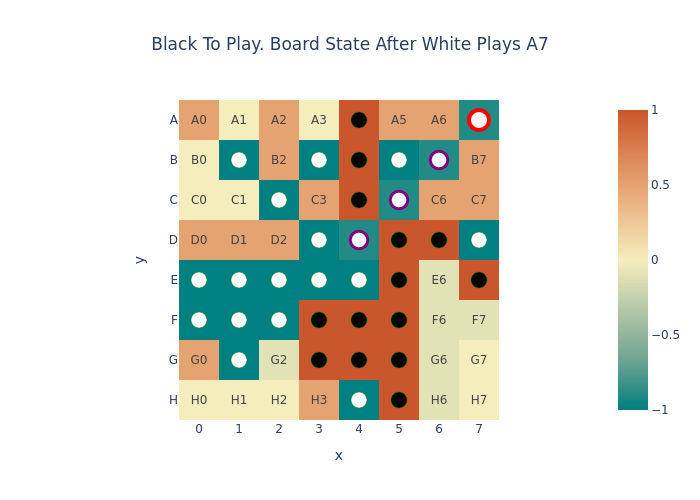 Black To Play. Board State After White Plays A7
A A0 A1 A2 A3 A5 A6
B B0 B2 B7
C C0 C1 C3 C6 C7
D D0 D1 D2
E E6
F F6 F7
G G0 G2 G6 G7
H H0 H1 H2 H3 H6 H7
0 1 2 3 4 5 6 7
x
y
1
0.5
0
−0.5
−1